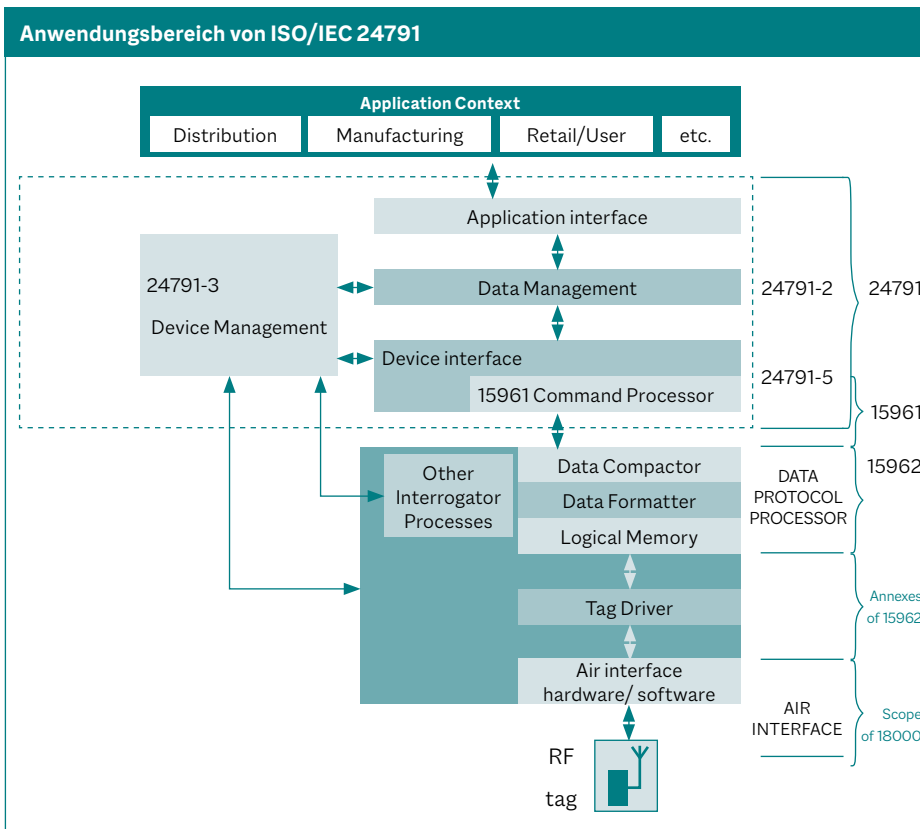 Anwendungsbereich von ISO/IEC 24791
Application Context
Distribution
Manufacturing
Retail/User
etc.
Application interface
24791-3
Device Management
Data Management
24791-2
24791
Device interface
15961 Command Processor
24791-5
15961
Other
Interrogator
Processes
Data Compactor
Data Formatter
Logical Memory
DATA
PROTOCOL
PROCESSOR
15962
Tag Driver
Annexes
of 15962
Air interface
hardware/ software
AIR
INTERFACE
Scope
of 18000
RF
tag